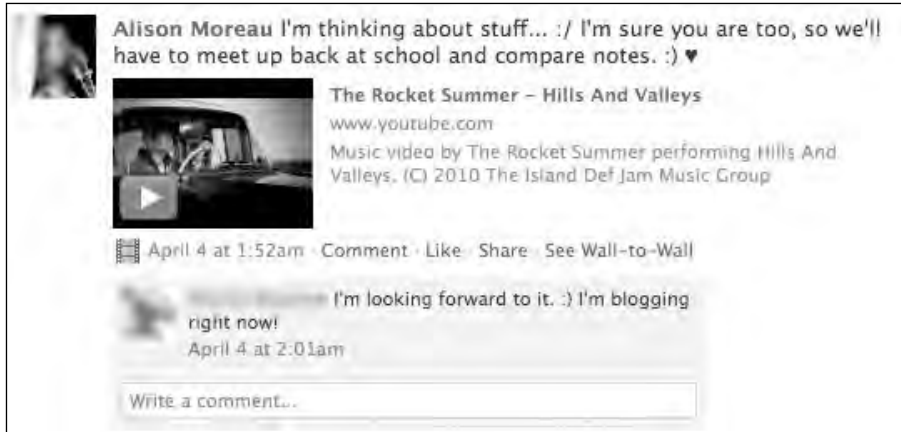 Alison Moreau I'm thinking about stuff... :/ I'm sure you are too, so we'll
have to meet up back at school and compare notes. :) ♥
The Rocket Summer – Hills And Valleys
www.youtube.com
Music video by The Rocket Summer performing Hills And
Valleys. (C) 2010 The Island Def Jam Music Group
April 4 at 1:52am · Comment · Like · Share · See Wall-to-Wall
I'm looking forward to it. :) I'm blogging
right now!
April 4 at 2:01am
Write a comment...